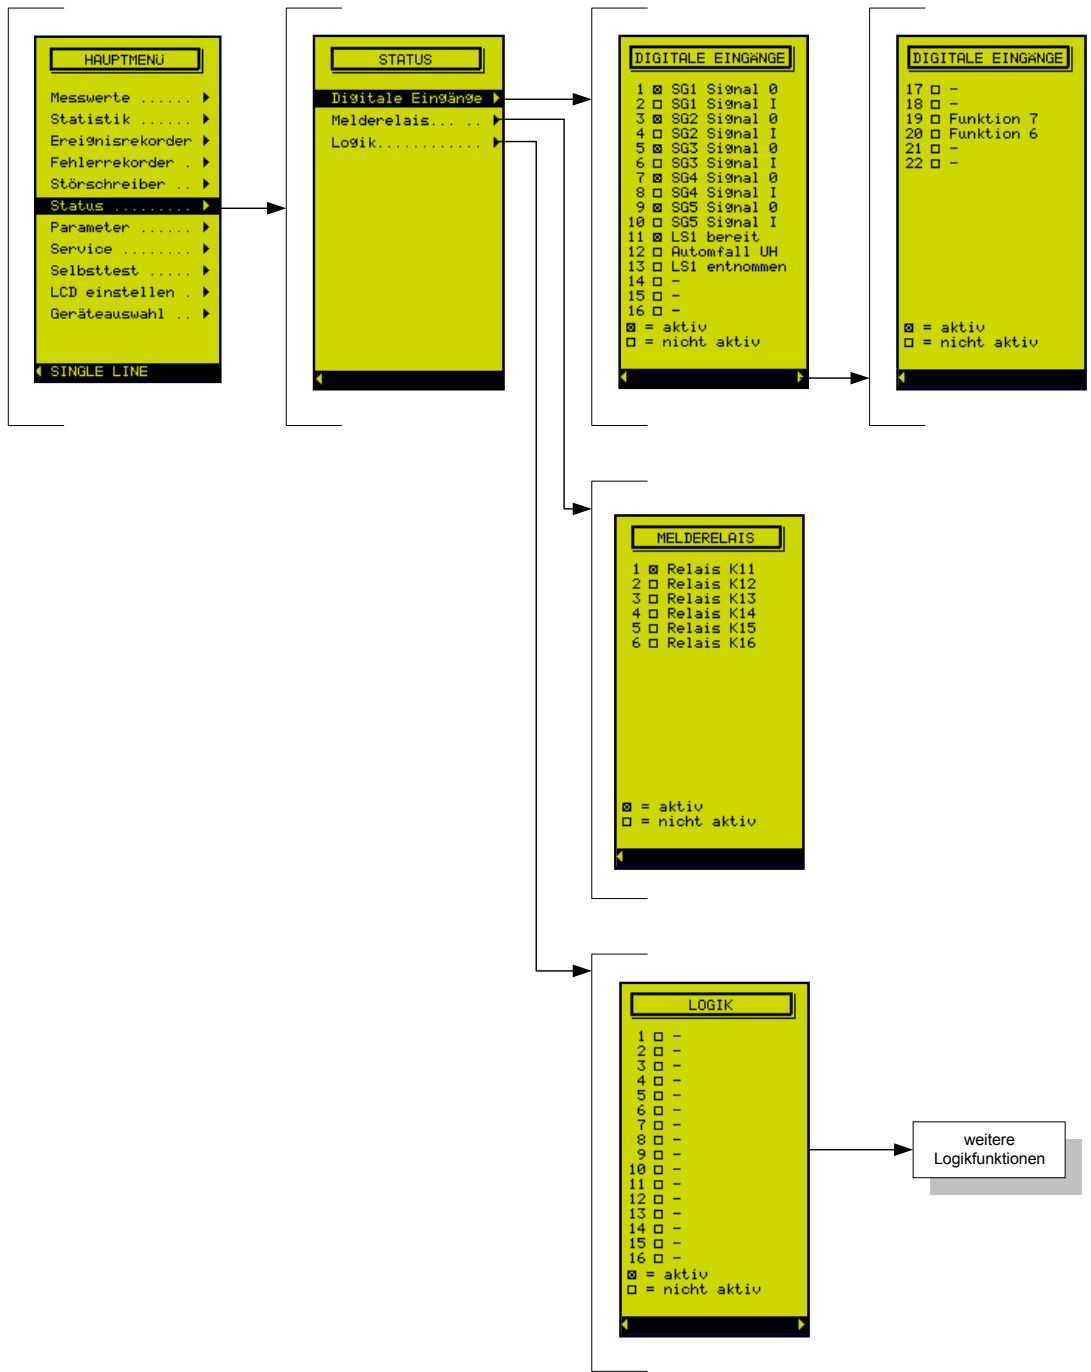 HAUPTMENü
Messwerte ......
Statistik ......
Ereignisrekorder
Fehlerrekorder .
Störschreiber ..
Status .........
Parameter ......
Service ........
Selbsttest .....
LCD einstellen .
Geräteauswahl ..
SINGLE LINE
STATUS
Digitale Eingänge
Melderelais... ..
Logik............
DIGITALE EINGÄNGE
1 SG1 Signal 0
2 SG1 Signal I
3 SG2 Signal 0
4 SG2 Signal I
5 SG3 Signal 0
6 SG3 Signal I
7 SG4 Signal 0
8 SG4 Signal I
9 SG5 Signal 0
10 SG5 Signal I
11 LS1 bereit
12 Automfall UH
13 LS1 entnommen
14 -
15 -
16 -
= aktiv
= nicht aktiv
DIGITALE EINGÄNGE
17 -
18 -
19 Funktion 7
20 Funktion 6
21 -
22 -
= aktiv
= nicht aktiv
MELDERELAIS
1 Relais K11
2 Relais K12
3 Relais K13
4 Relais K14
5 Relais K15
6 Relais K16
= aktiv
= nicht aktiv
LOGIK
1 -
2 -
3 -
4 -
5 -
6 -
7 -
8 -
9 -
10 -
11 -
12 -
13 -
14 -
15 -
16 -
= aktiv
= nicht aktiv
weitere
Logikfunktionen